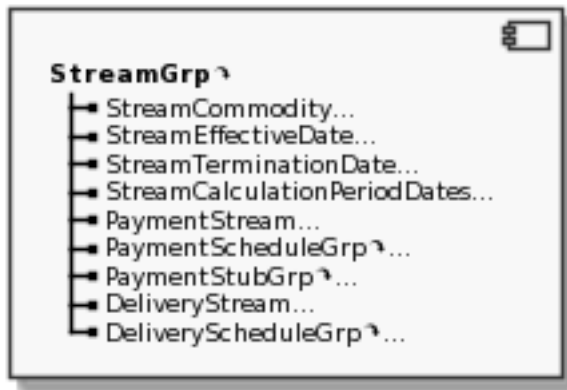 StreamGrp⤵
StreamCommodity...
StreamEffectiveDate...
StreamTerminationDate...
StreamCalculationPeriodDates...
PaymentStream...
PaymentScheduleGrp⤵...
PaymentStubGrp⤵...
DeliveryStream...
DeliveryScheduleGrp⤵...